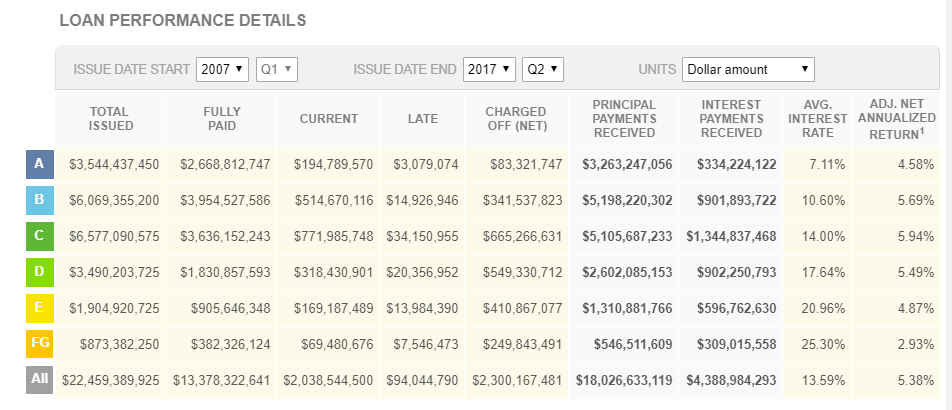 LOAN PERFORMANCE DETAILS
ISSUE DATE START 2007 Q1 ISSUE DATE END 2017 Q2 UNITS Dollar amount
TOTAL ISSUED FULLY PAID CURRENT LATE CHARGED OFF (NET) PRINCIPAL PAYMENTS RECEIVED INTEREST PAYMENTS RECEIVED AVG. INTEREST RATE ADJ. NET ANNUALIZED RETURN¹
A $3,544,437,450 $2,668,812,747 $194,789,570 $3,079,074 $83,321,747 $3,263,247,056 $334,224,122 7.11% 4.58%
B $6,069,355,200 $3,954,527,586 $514,670,116 $14,926,946 $341,537,823 $5,198,220,302 $901,893,722 10.60% 5.69%
C $6,577,090,575 $3,636,152,243 $771,985,748 $34,150,955 $665,266,631 $5,105,687,233 $1,344,837,468 14.00% 5.94%
D $3,490,203,725 $1,830,857,593 $318,430,901 $20,356,952 $549,330,712 $2,602,085,153 $902,250,793 17.64% 5.49%
E $1,904,920,725 $905,646,348 $169,187,489 $13,984,390 $410,867,077 $1,310,881,766 $596,762,630 20.96% 4.87%
FG $873,382,250 $382,326,124 $69,480,676 $7,546,473 $249,843,491 $546,511,609 $309,015,558 25.30% 2.93%
All $22,459,389,925 $13,378,322,641 $2,038,544,500 $94,044,790 $2,300,167,481 $18,026,633,119 $4,388,984,293 13.59% 5.38%